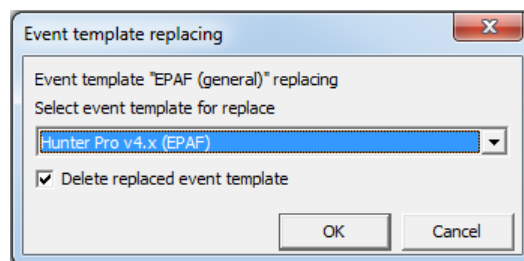 Event template replacing
Event template "EPAF (general)" replacing
Select event template for replace
Hunter Pro v4.x (EPAF)
Delete replaced event template
OK Cancel